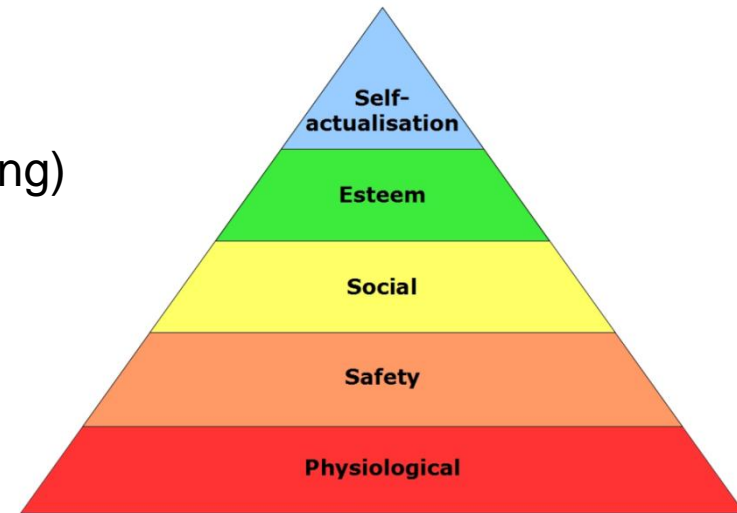 Self-
actualisation
ng)
Esteem
Social
Safety
Physiological